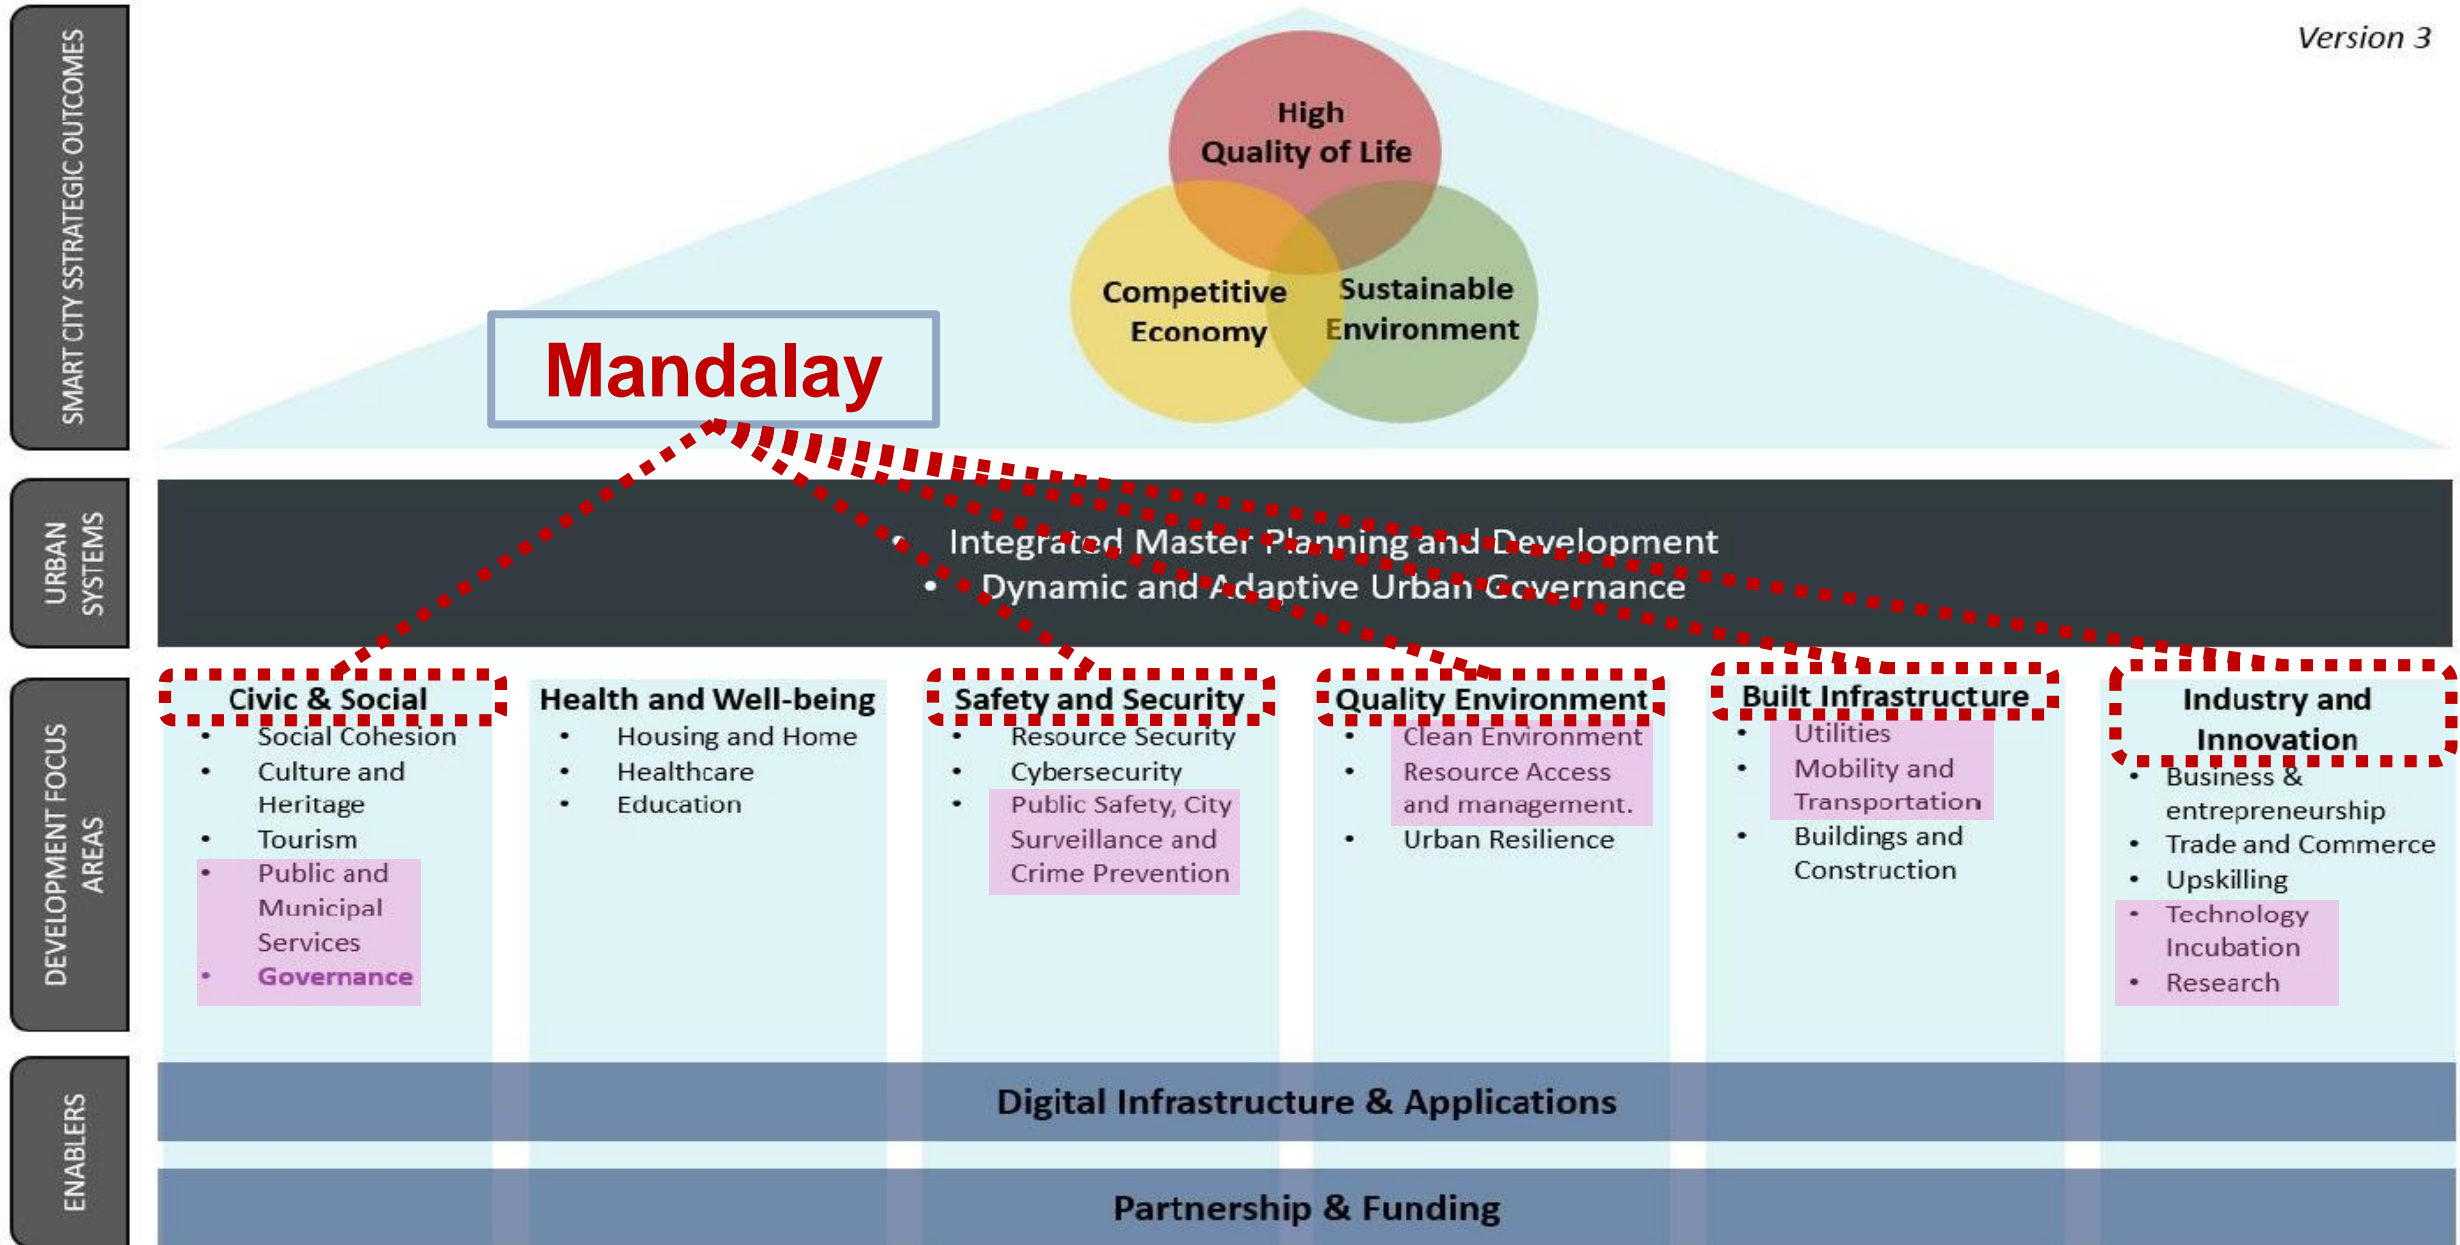 Version 3
SMART CITY SSTRATEGIC OUTCOMES
High
Quality of Life
Competitive
Economy
Sustainable
Environment
Mandalay
URBAN
SYSTEMS
• Integrated Master Planning and Development
• Dynamic and Adaptive Urban Governance
DEVELOPMENT FOCUS
AREAS
Civic & Social
• Social Cohesion
• Culture and
Heritage
• Tourism
• Public and
Municipal
Services
• Governance
Health and Well-being
• Housing and Home
• Healthcare
• Education
Safety and Security
• Resource Security
• Cybersecurity
• Public Safety, City
Surveillance and
Crime Prevention
Quality Environment
• Clean Environment
• Resource Access
and management.
• Urban Resilience
Built Infrastructure
• Utilities
• Mobility and
Transportation
• Buildings and
Construction
Industry and
Innovation
• Business &
entrepreneurship
• Trade and Commerce
• Upskilling
• Technology
Incubation
• Research
ENABLERS
Digital Infrastructure & Applications
Partnership & Funding